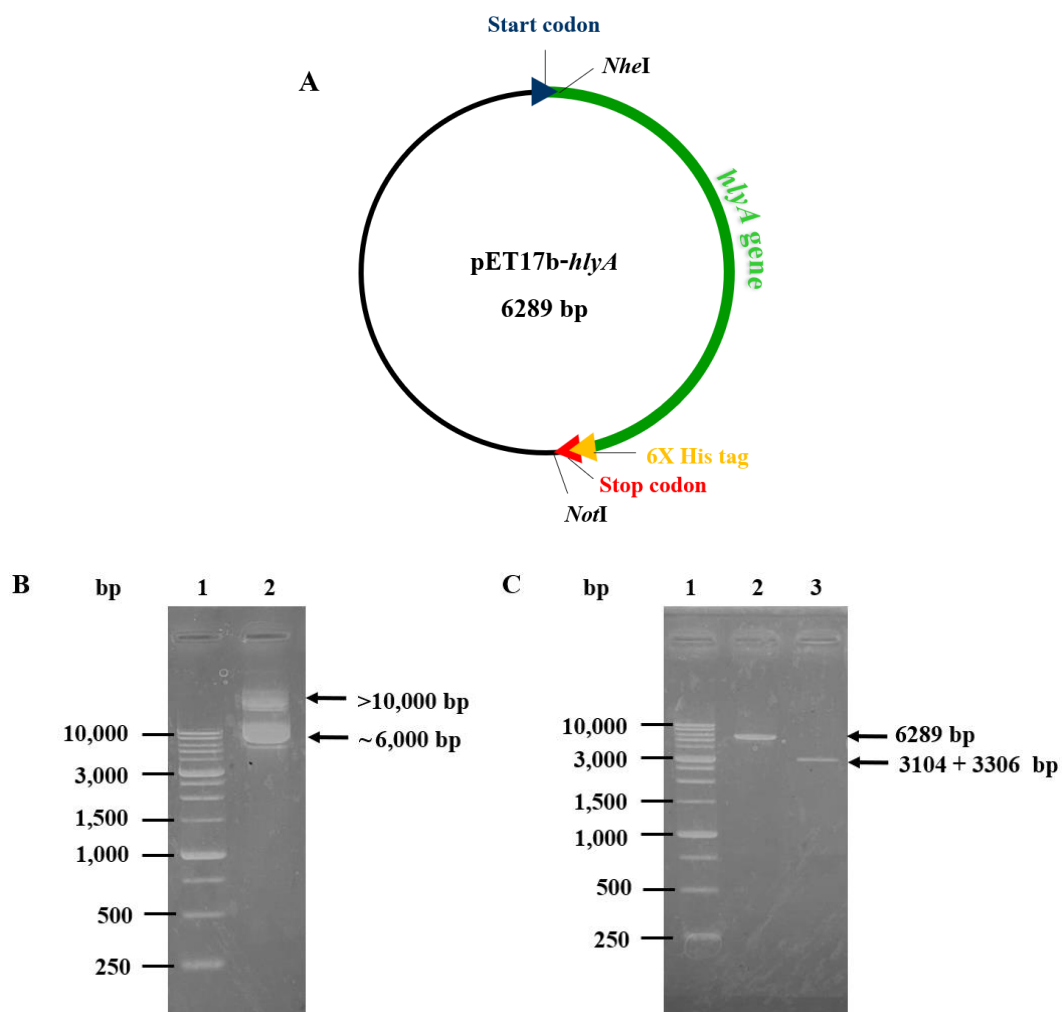 Start codon
A
NheI
hlyA gene
pET17b-hlyA
6289 bp
6X His tag
Stop codon
NotI
B bp 1 2
>10,000 bp
~6,000 bp
10,000
3,000
1,500
1,000
500
250
C bp 1 2 3
10,000
3,000
1,500
1,000
500
250
6289 bp
3104 + 3306 bp